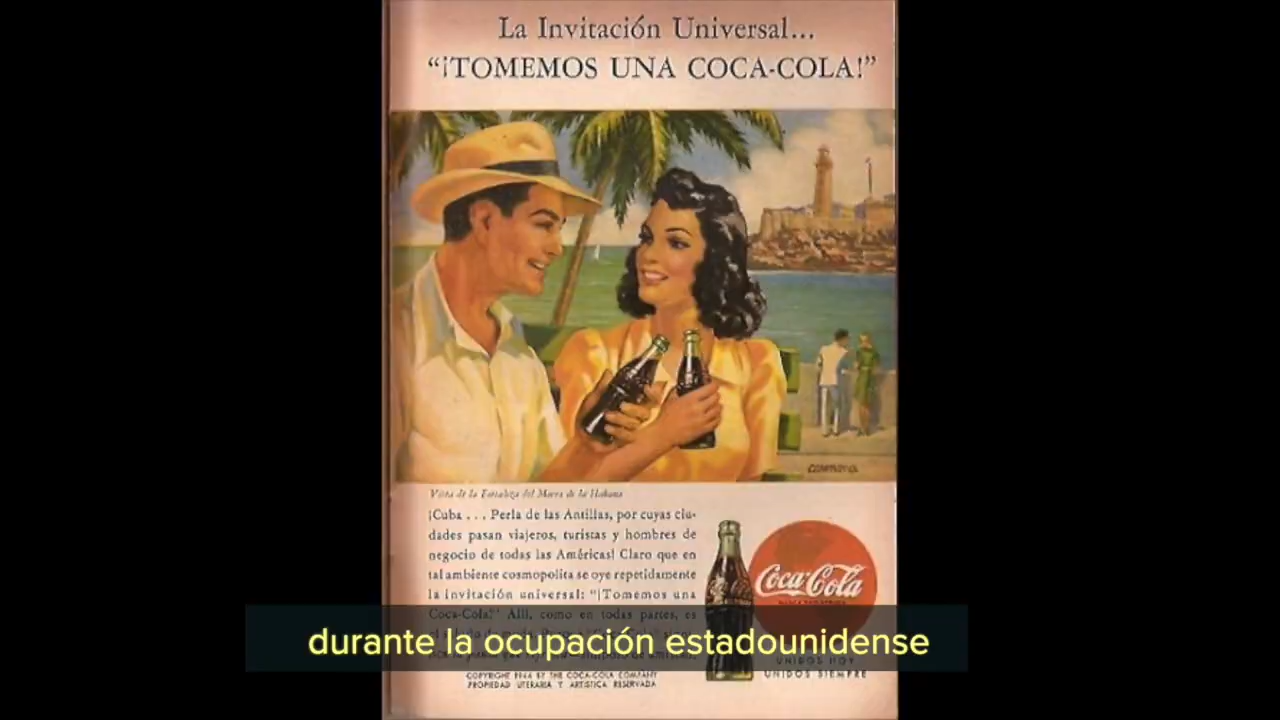 La Invitación Universal...
“¡TOMEMOS UNA COCA-COLA!”
Vista de la Fortaleza del Morro de la Habana
¡Cuba . . . Perla de las Antillas, por cuyas ciu-
dades pasan viajeros, turistas y hombres de
negocio de todas las Américas! Claro que en
tal ambiente cosmopolita se oye repetidamente
la invitación universal: “¡Tomemos una
Coca-Cola!” Allí, como en todas partes, es
Coca-Cola
MARCA REGISTRADA
durante la ocupación estadounidense
UNIDOS HOY
UNIDOS SIEMPRE
COPYRIGHT 1944 BY THE COCA-COLA COMPANY
PROPIEDAD LITERARIA Y ARTISTICA RESERVADA